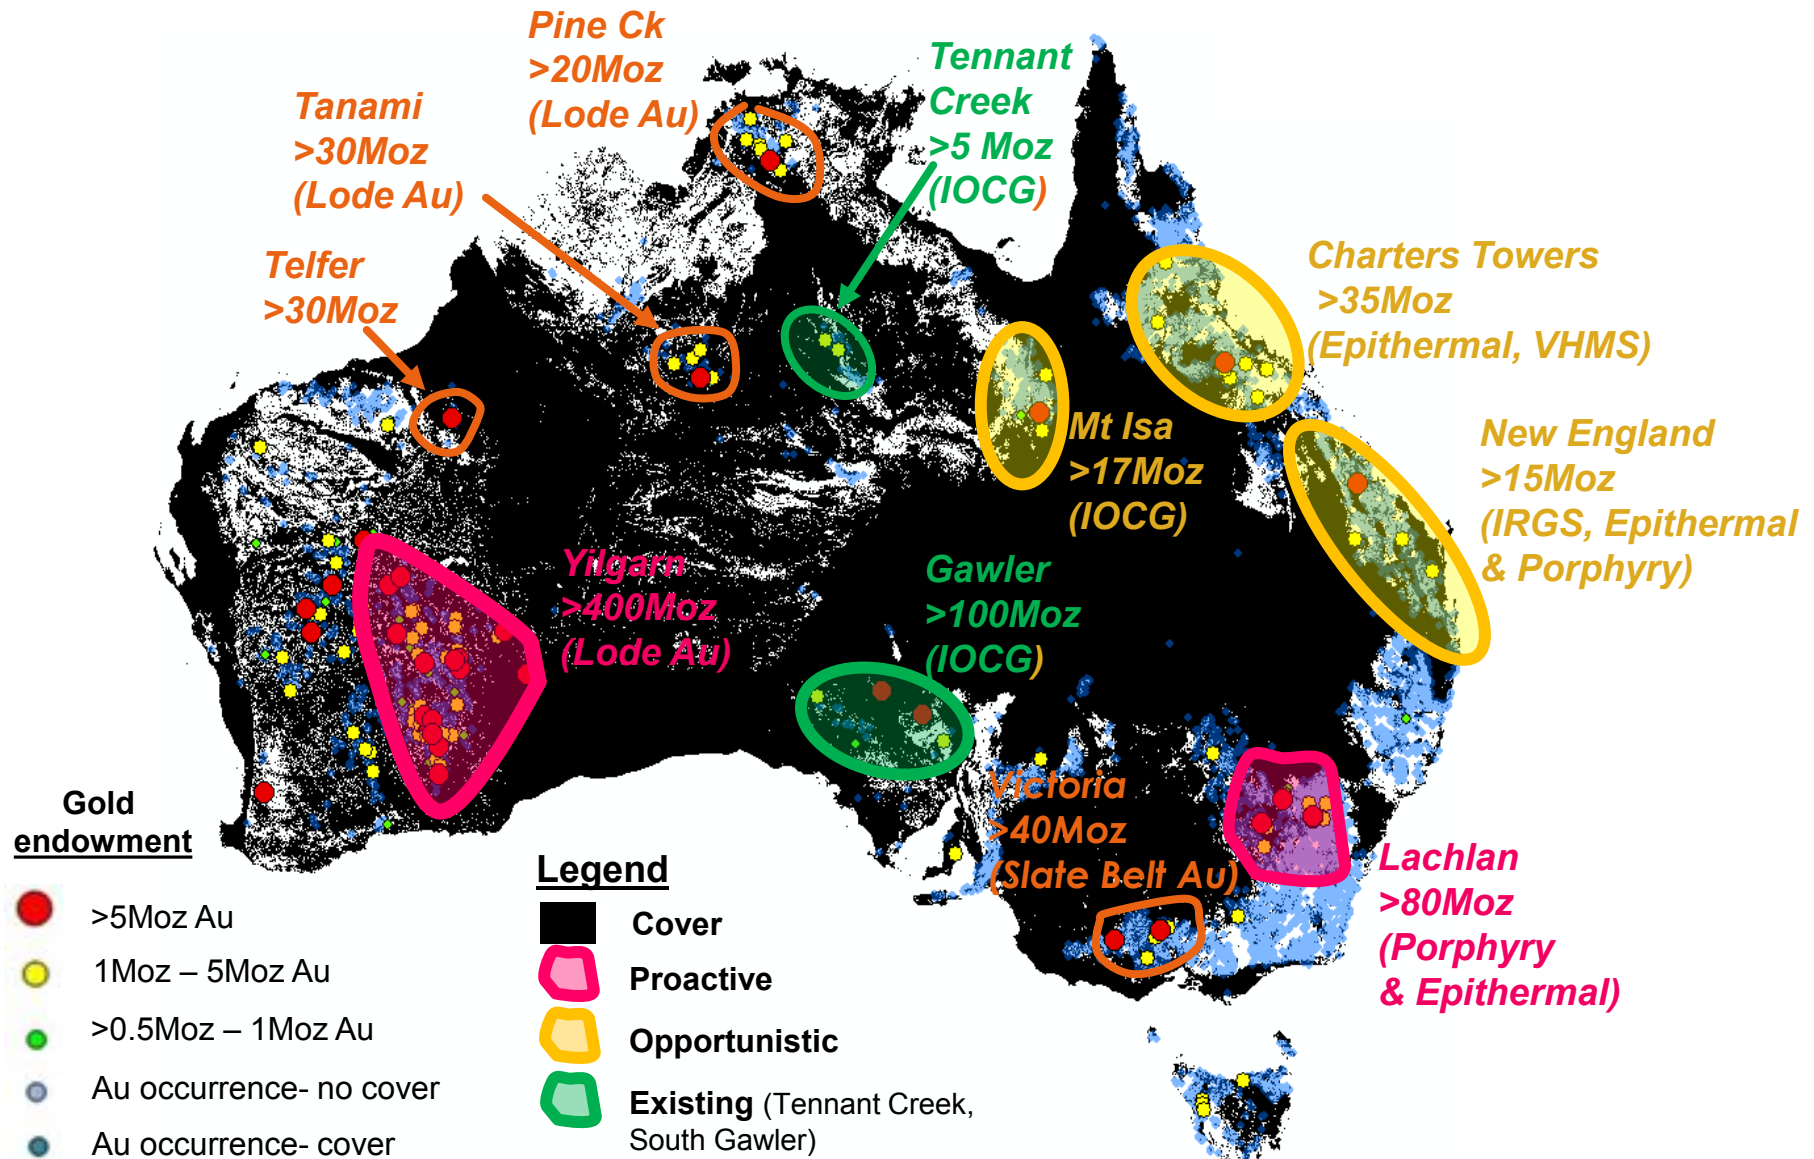 Pine Ck
>20Moz
(Lode Au)
Tennant
Creek
>5 Moz
(IOCG)
Tanami
>30Moz
(Lode Au)
Telfer
>30Moz
Charters Towers
>35Moz
(Epithermal, VHMS)
Mt Isa
>17Moz
(IOCG)
New England
>15Moz
(IRGS, Epithermal
& Porphyry)
Yilgarn
>400Moz
(Lode Au)
Gawler
>100Moz
(IOCG)
Victoria
>40Moz
(Slate Belt Au)
Lachlan
>80Moz
(Porphyry
& Epithermal)
Gold
endowment
>5Moz Au
1Moz – 5Moz Au
>0.5Moz – 1Moz Au
Au occurrence- no cover
Au occurrence- cover
Legend
Cover
Proactive
Opportunistic
Existing (Tennant Creek,
South Gawler)